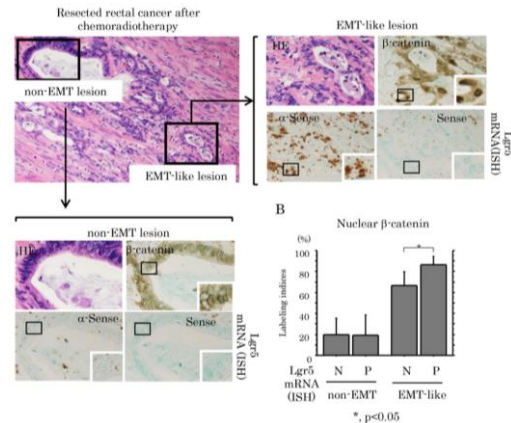 Resected rectal cancer after
chemoradiotherapy
non-EMT lesion
EMT-like lesion
EMT-like lesion
HE
β-catenin
α-Sense
Sense
Lgr5
mRNA(ISH)
non-EMT lesion
HE
β-catenin
α-Sense
Sense
Lgr5
mRNA (ISH)
B
Nuclear β-catenin
(%)
100
80
60
40
20
0
Labeling indices
*
Lgr5 N P N P
mRNA
(ISH) non-EMT EMT-like
*, p<0.05